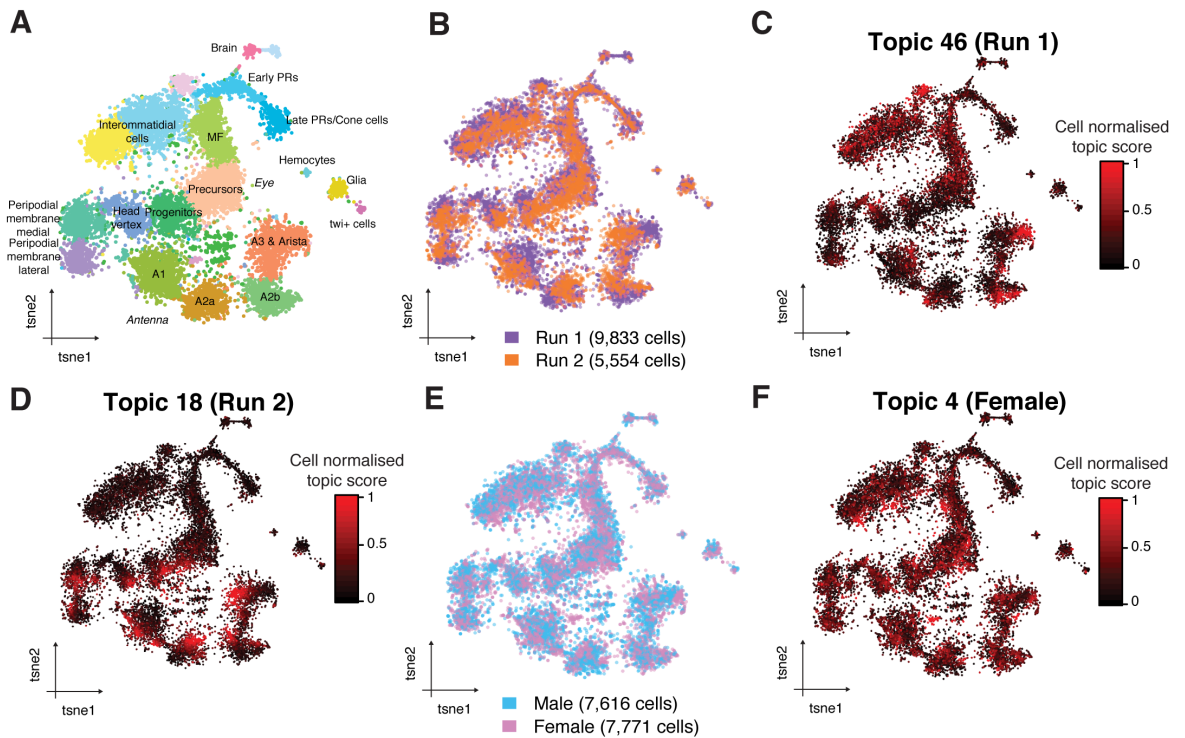 A
Brain
Early PRs
Interommatidial
cells
MF
Late PRs/Cone cells
Hemocytes
Precursors
Eye
Glia
Peripodial
membrane
medial
Head
vertex
Progenitors
twi+ cells
Peripodial
membrane
lateral
A3 & Arista
A1
A2a
A2b
Antenna
tsne2
tsne1
B
tsne2
tsne1
Run 1 (9,833 cells)
Run 2 (5,554 cells)
C
Topic 46 (Run 1)
Cell normalised
topic score
1
0.5
0
tsne2
tsne1
D
Topic 18 (Run 2)
Cell normalised
topic score
1
0.5
0
tsne2
tsne1
E
tsne2
tsne1
Male (7,616 cells)
Female (7,771 cells)
F
Topic 4 (Female)
Cell normalised
topic score
1
0.5
0
tsne2
tsne1